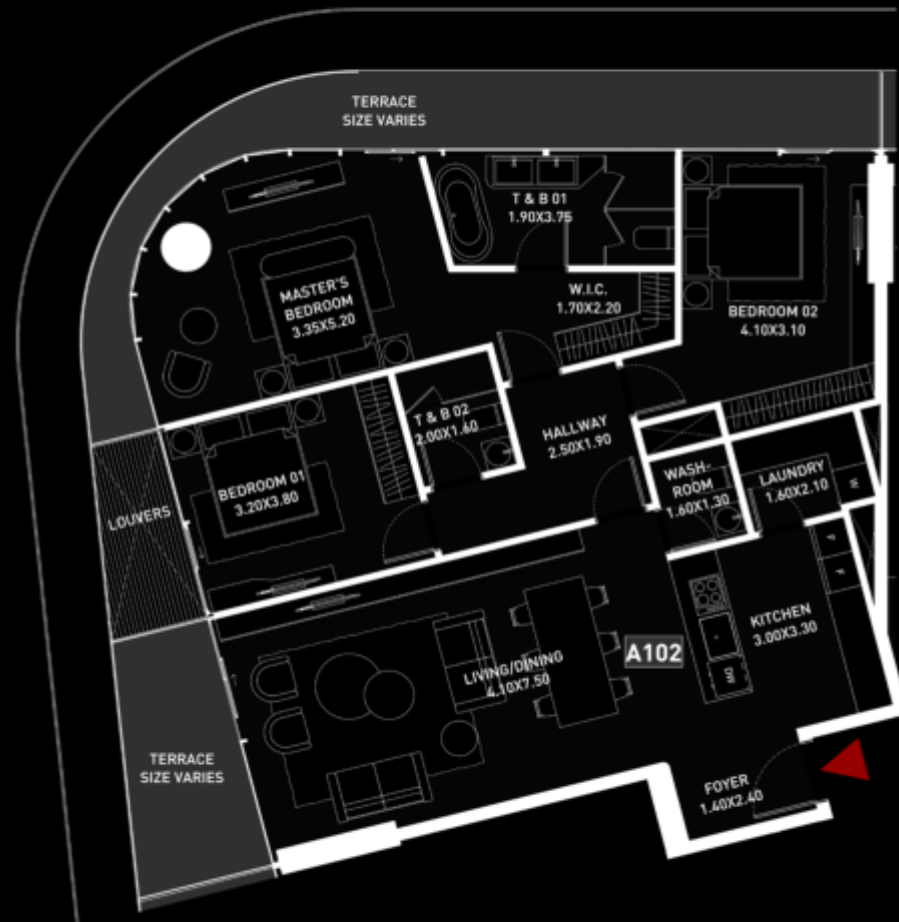 TERRACE
SIZE VARIES
T & B 01
1.90X3.75
MASTER'S
BEDROOM
3.35X5.20
W.I.C.
1.70X2.20
BEDROOM 02
4.10X3.10
T & B 02
2.00X1.60
HALLWAY
2.50X1.90
BEDROOM 01
3.20X3.80
LOUVERS
WASH-
ROOM
1.60X1.30
LAUNDRY
1.60X2.10
W
KITCHEN
3.00X3.30
F
DW
A102
LIVING/DINING
4.10X7.50
TERRACE
SIZE VARIES
FOYER
1.40X2.40